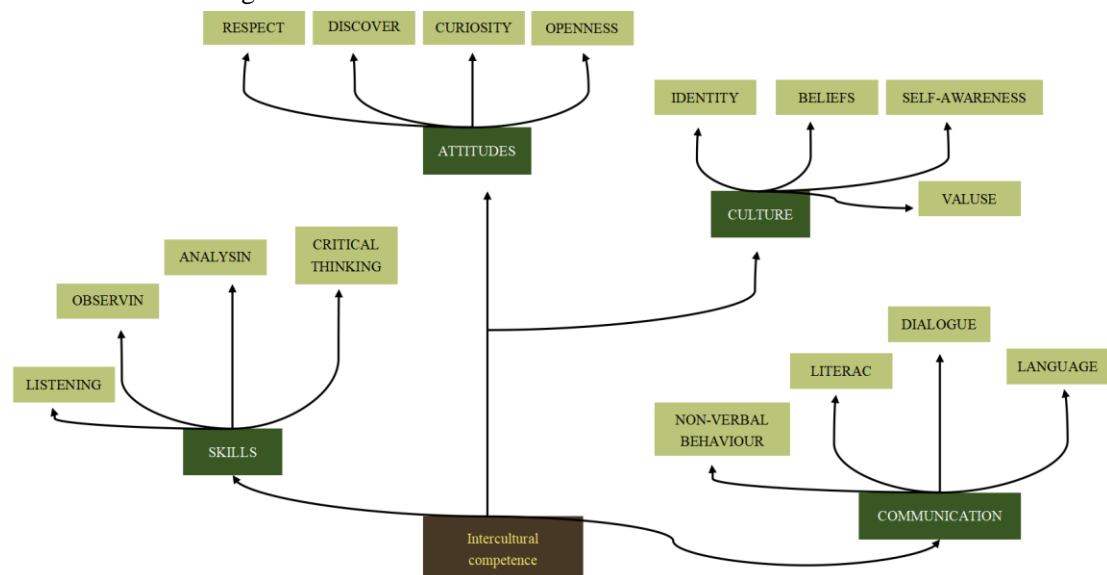 RESPECT
DISCOVER
CURIOSITY
OPENNESS
ATTITUDES
IDENTITY
BELIEFS
SELF-AWARENESS
VALUSE
CULTURE
CRITICAL
THINKING
ANALYSIN
OBSERVIN
LISTENING
SKILLS
DIALOGUE
LITERAC
LANGUAGE
NON-VERBAL
BEHAVIOUR
COMMUNICATION
Intercultural
competence